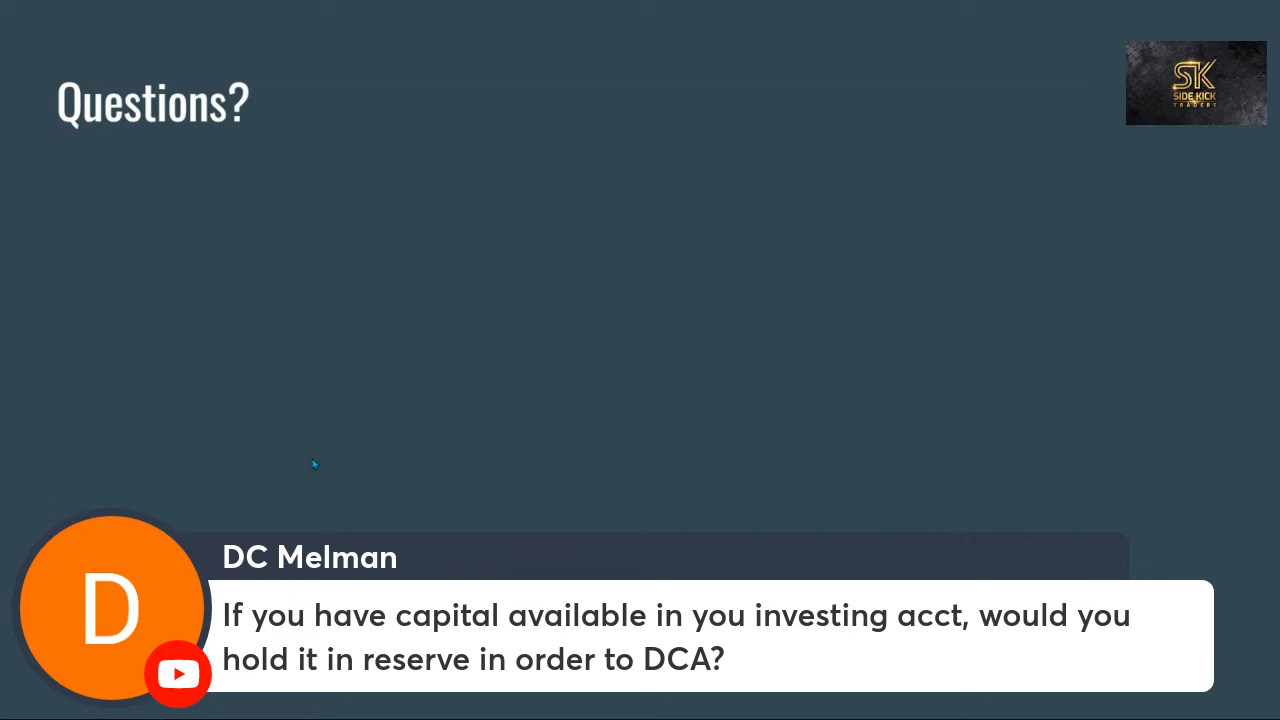 Questions?
SK
SIDE KICK
TRADERS
D
DC Melman
If you have capital available in you investing acct, would you
hold it in reserve in order to DCA?